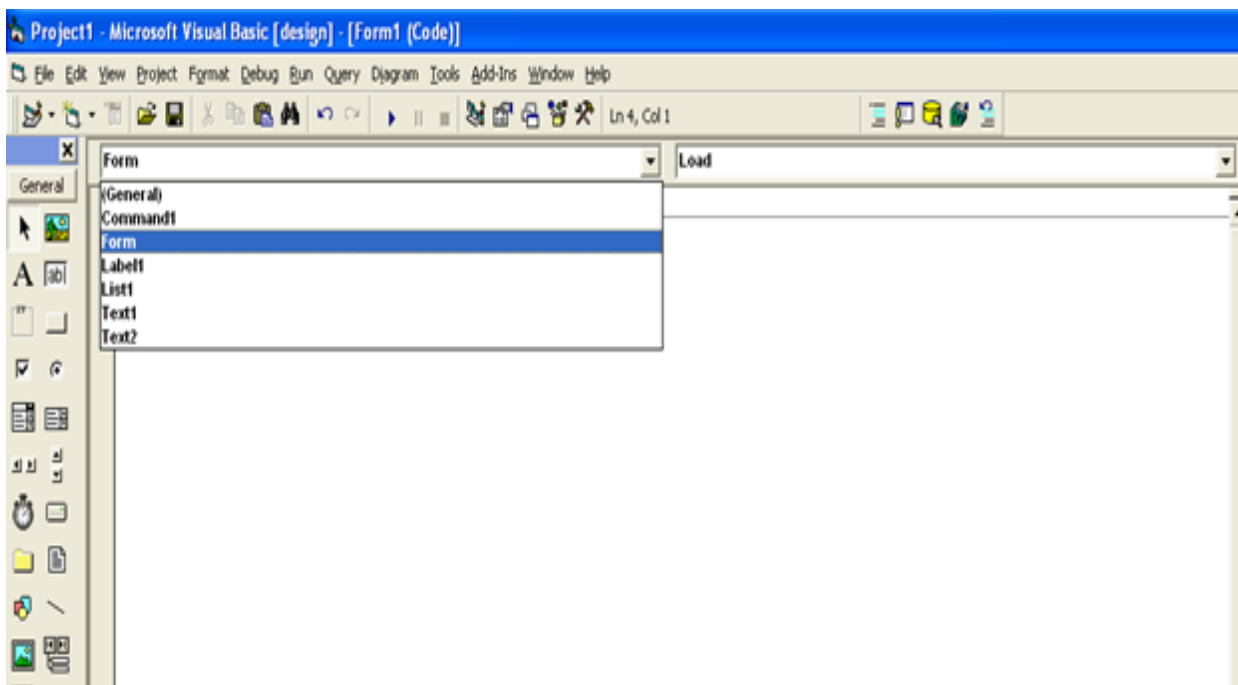 Project1 - Microsoft Visual Basic [design] - [Form1 (Code)]
File Edit View Project Format Debug Run Query Diagram Tools Add-Ins Window Help
Ln 4, Col 1
Form Load
General
(General)
Command1
Form
Label1
List1
Text1
Text2
A ab